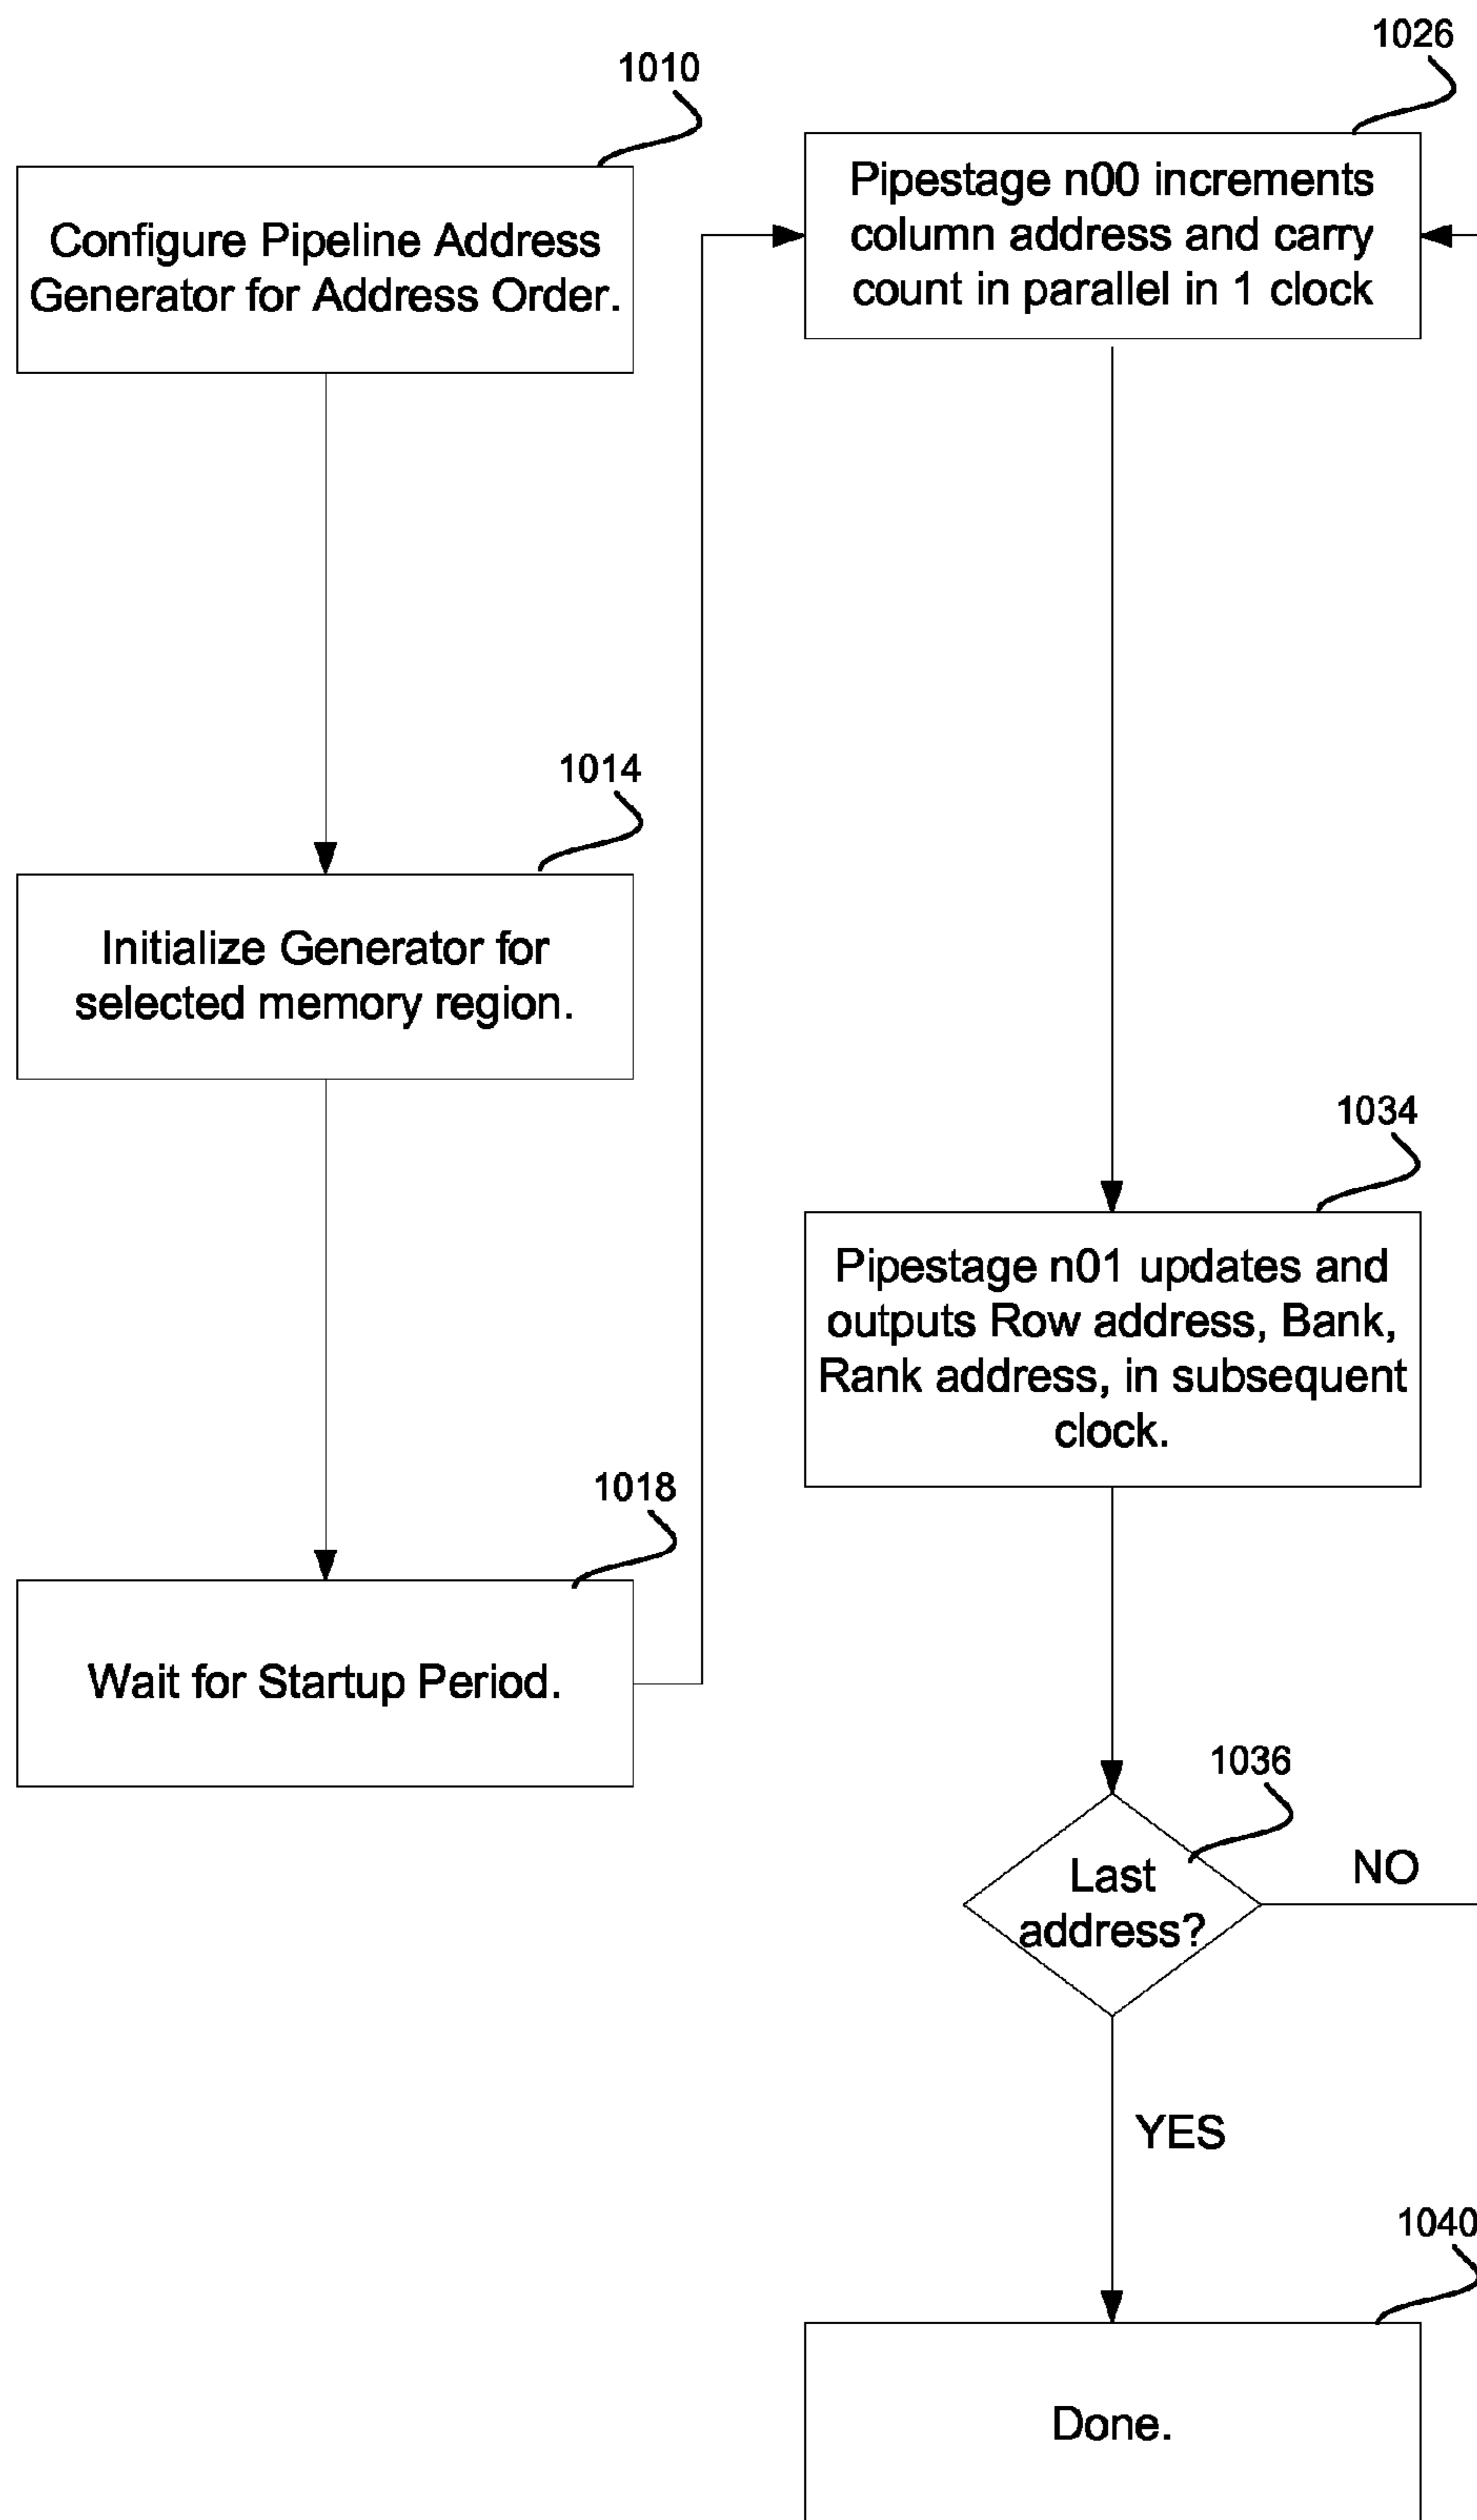 1010
Configure Pipeline Address
Generator for Address Order.
1014
Initialize Generator for
selected memory region.
1018
Wait for Startup Period.
1026
Pipestage n00 increments
column address and carry
count in parallel in 1 clock
1034
Pipestage n01 updates and
outputs Row address, Bank,
Rank address, in subsequent
clock.
1036
Last
address?
NO
YES
1040
Done.